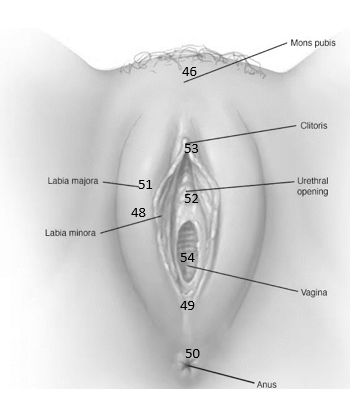 Mons pubis
46
Clitoris
53
Labia majora
51
Urethral
opening
52
48
Labia minora
54
Vagina
49
50
Anus